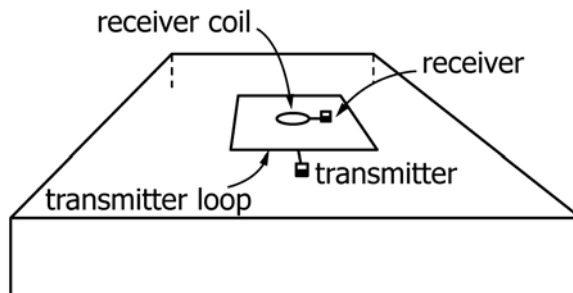 receiver coil
receiver
transmitter
transmitter loop